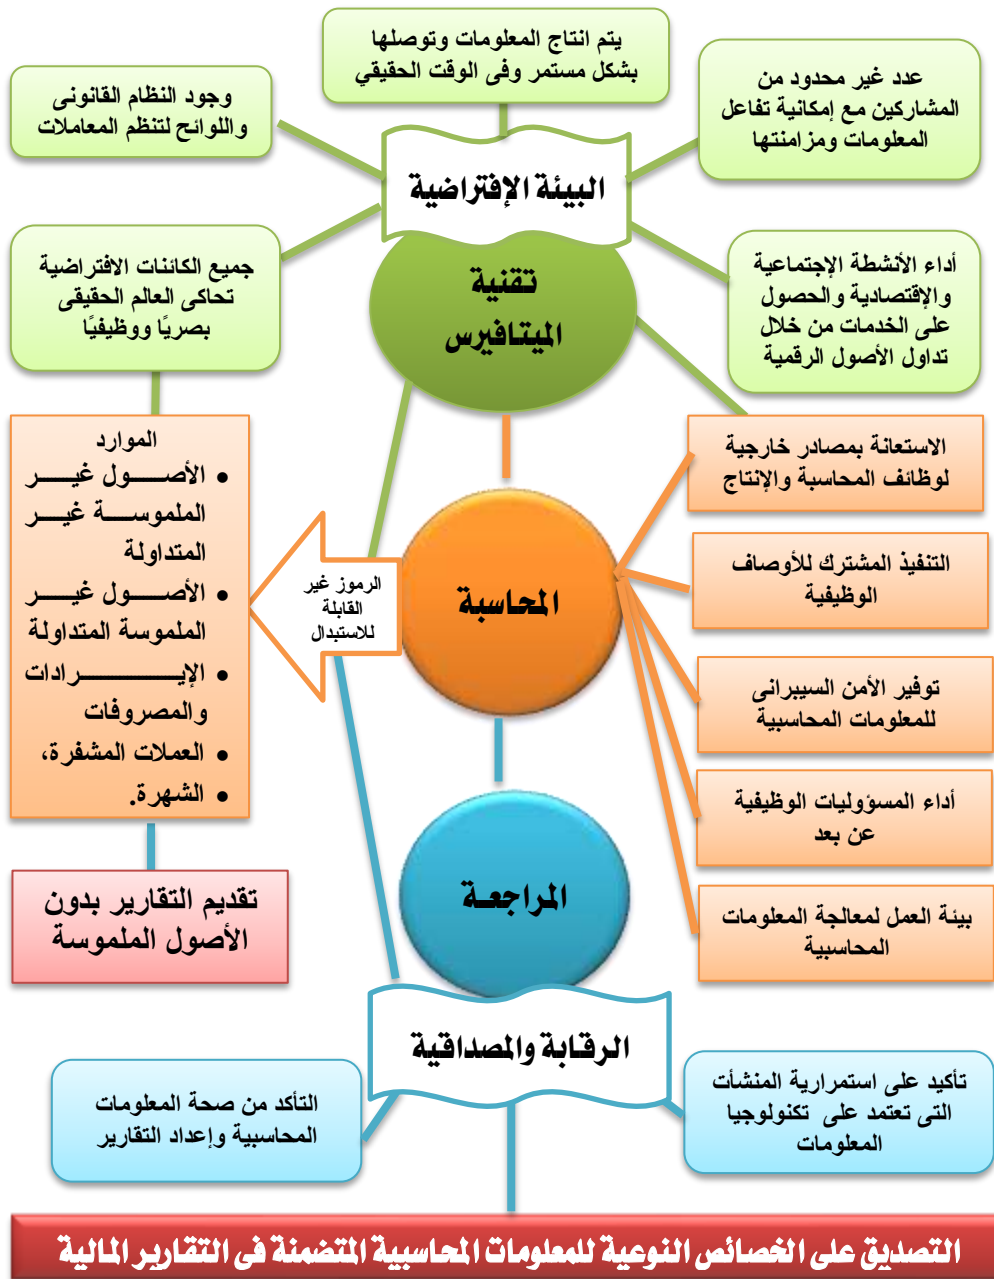 يتم انتاج المعلومات وتوصلها
بشكل مستمر وفى الوقت الحقيقي
عدد غير محدود من
المشاركين مع إمكانية تفاعل
المعلومات ومزامنتها
وجود النظام القانونى
واللوائح لتنظم المعاملات
البيئة الإفتراضية
أداء الأنشطة الإجتماعية
والإقتصادية والحصول
على الخدمات من خلال
تداول الأصول الرقمية
جميع الكائنات الافتراضية
تحاكى العالم الحقيقى
بصريًا ووظيفيًا
تقنية
الميتافيرس
الاستعانة بمصادر خارجية
لوظائف المحاسبة والإنتاج
التنفيذ المشترك للأوصاف
الوظيفية
توفير الأمن السيبرانى
للمعلومات المحاسبية
أداء المسؤوليات الوظيفية
عن بعد
بيئة العمل لمعالجة المعلومات
المحاسبية
المحاسبة
الرموز غير
القابلة
للاستبدال
الموارد
• الأصول غير
الملموسة غير
المتداولة
• الأصول غير
الملموسة المتداولة
• الإيرادات
والمصروفات
• العملات المشفرة،
• الشهرة.
تقديم التقارير بدون
الأصول الملموسة
المراجعة
الرقابة والمصداقية
تأكيد على استمرارية المنشأت
التى تعتمد على تكنولوجيا
المعلومات
التأكد من صحة المعلومات
المحاسبية وإعداد التقارير
التصديق على الخصائص النوعية للمعلومات المحاسبية المتضمنة فى التقارير المالية